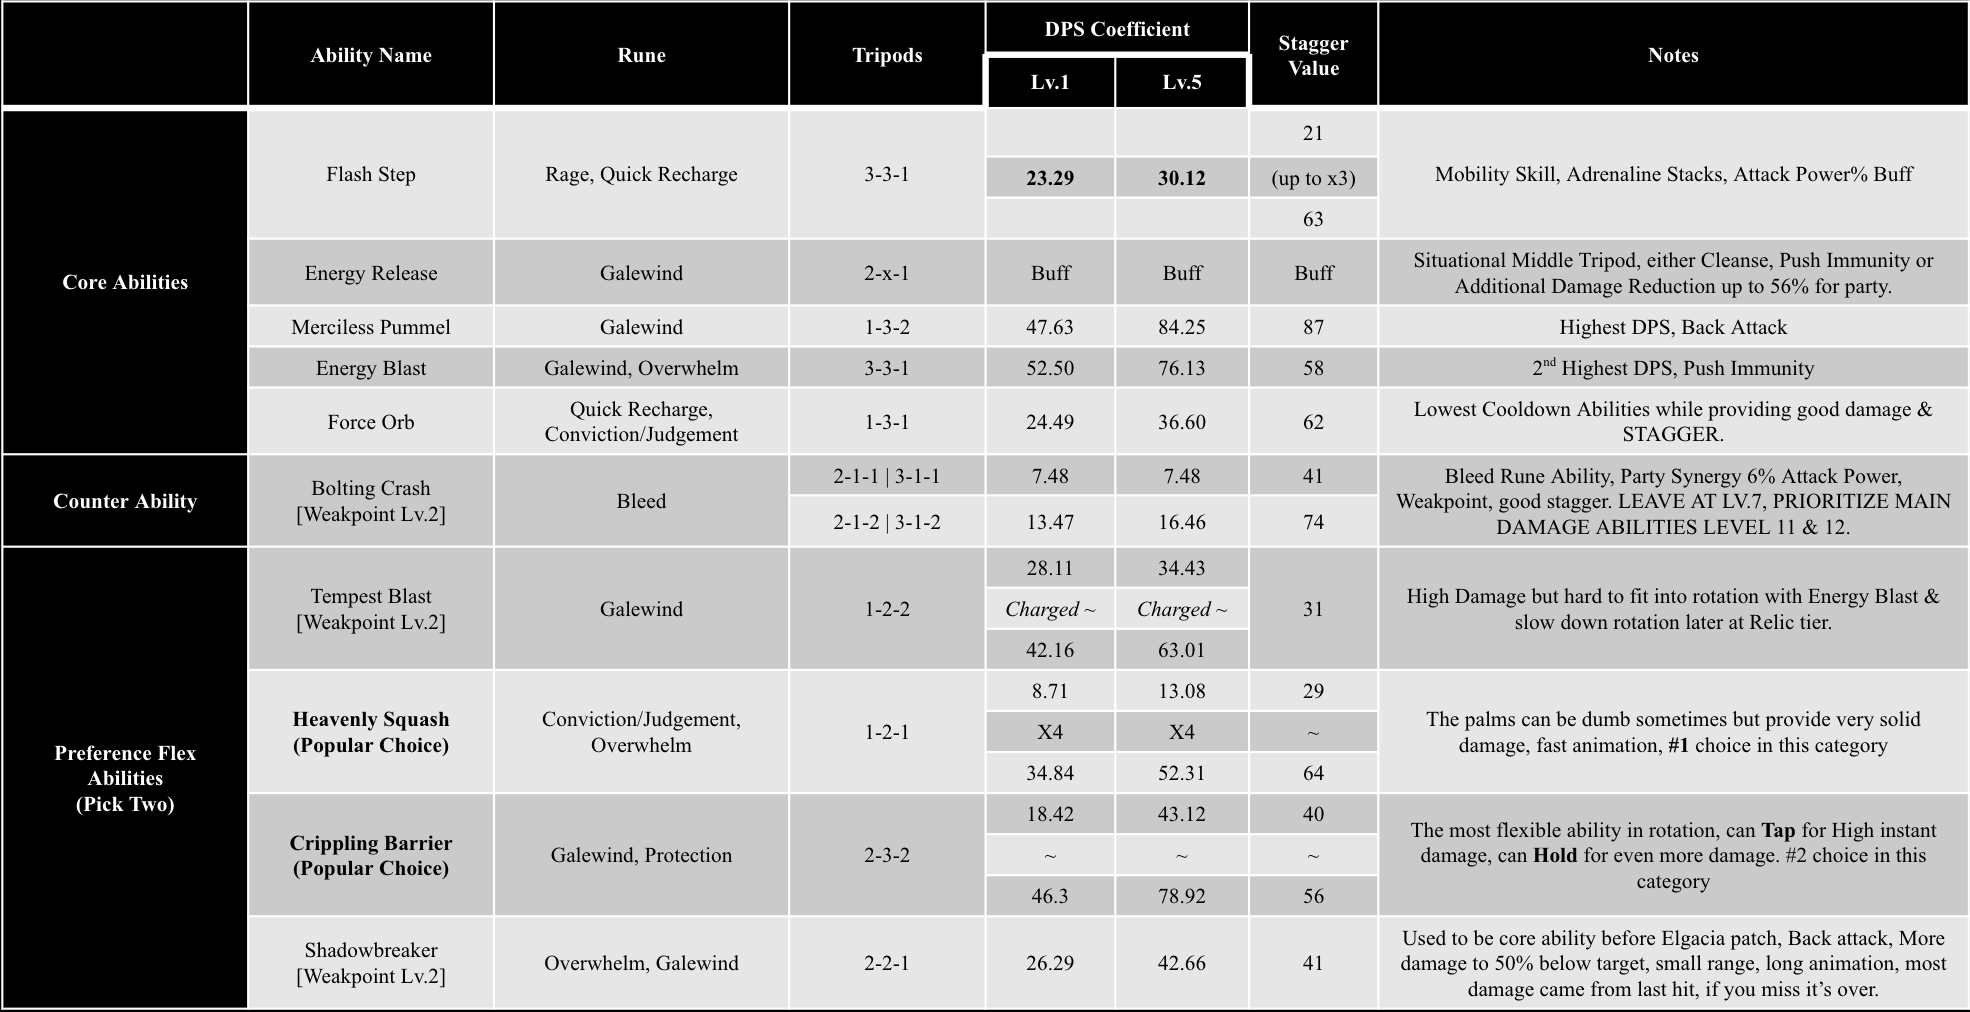 Ability Name
Rune
Tripods
DPS Coefficient
Lv.1
Lv.5
Stagger
Value
Notes
Core Abilities
Flash Step
Rage, Quick Recharge
3-3-1
23.29
30.12
21
(up to x3)
63
Mobility Skill, Adrenaline Stacks, Attack Power% Buff
Energy Release
Galewind
2-x-1
Buff
Buff
Buff
Situational Middle Tripod, either Cleanse, Push Immunity or
Additional Damage Reduction up to 56% for party.
Merciless Pummel
Galewind
1-3-2
47.63
84.25
87
Highest DPS, Back Attack
Energy Blast
Galewind, Overwhelm
3-3-1
52.50
76.13
58
2nd Highest DPS, Push Immunity
Force Orb
Quick Recharge,
Conviction/Judgement
1-3-1
24.49
36.60
62
Lowest Cooldown Abilities while providing good damage &
STAGGER.
Counter Ability
Bolting Crash
[Weakpoint Lv.2]
Bleed
2-1-1 | 3-1-1
7.48
7.48
41
2-1-2 | 3-1-2
13.47
16.46
74
Bleed Rune Ability, Party Synergy 6% Attack Power,
Weakpoint, good stagger. LEAVE AT LV.7, PRIORITIZE MAIN
DAMAGE ABILITIES LEVEL 11 & 12.
Preference Flex
Abilities
(Pick Two)
Tempest Blast
[Weakpoint Lv.2]
Galewind
1-2-2
28.11
34.43
Charged ~
Charged ~
42.16
63.01
31
High Damage but hard to fit into rotation with Energy Blast &
slow down rotation later at Relic tier.
Heavenly Squash
(Popular Choice)
Conviction/Judgement,
Overwhelm
1-2-1
8.71
13.08
29
X4
X4
~
34.84
52.31
64
The palms can be dumb sometimes but provide very solid
damage, fast animation, #1 choice in this category
Crippling Barrier
(Popular Choice)
Galewind, Protection
2-3-2
18.42
43.12
40
~
~
~
46.3
78.92
56
The most flexible ability in rotation, can Tap for High instant
damage, can Hold for even more damage. #2 choice in this
category
Shadowbreaker
[Weakpoint Lv.2]
Overwhelm, Galewind
2-2-1
26.29
42.66
41
Used to be core ability before Elgacia patch, Back attack, More
damage to 50% below target, small range, long animation, most
damage came from last hit, if you miss it's over.